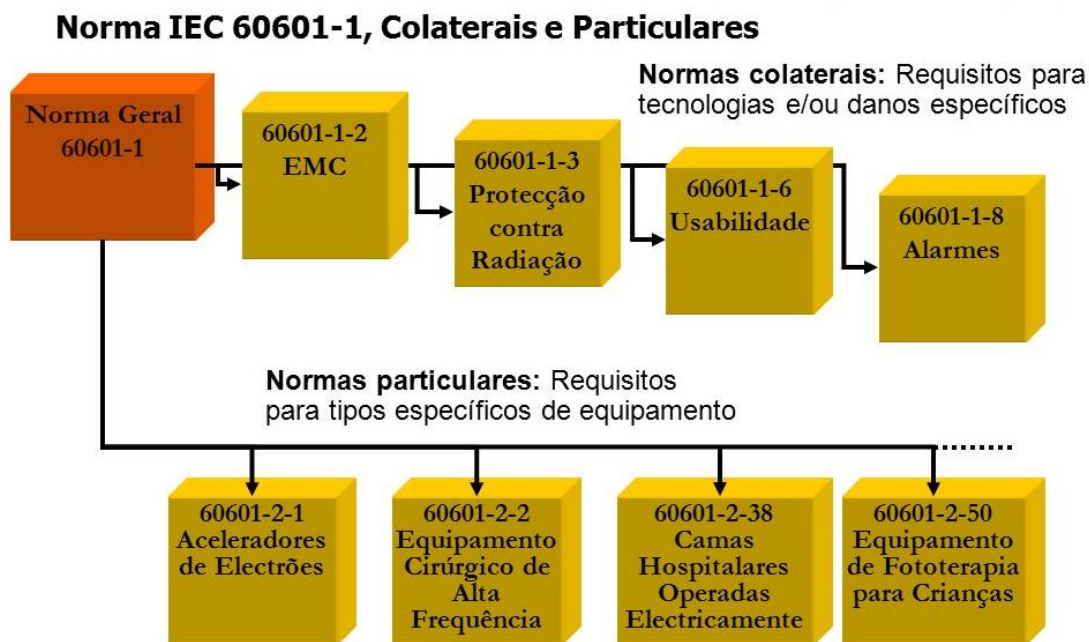 Norma IEC 60601-1, Colaterais e Particulares
Normas colaterais: Requisitos para
tecnologias e/ou danos específicos
Norma Geral
60601-1
60601-1-2
EMC
60601-1-3
Protecção
contra
Radiação
60601-1-6
Usabilidade
60601-1-8
Alarmes
Normas particulares: Requisitos
para tipos específicos de equipamento
60601-2-1
Aceleradores
de Electrões
60601-2-2
Equipamento
Cirúrgico de
Alta
Frequência
60601-2-38
Camas
Hospitalares
Operadas
Electricamente
60601-2-50
Equipamento
de Fototerapia
para Crianças